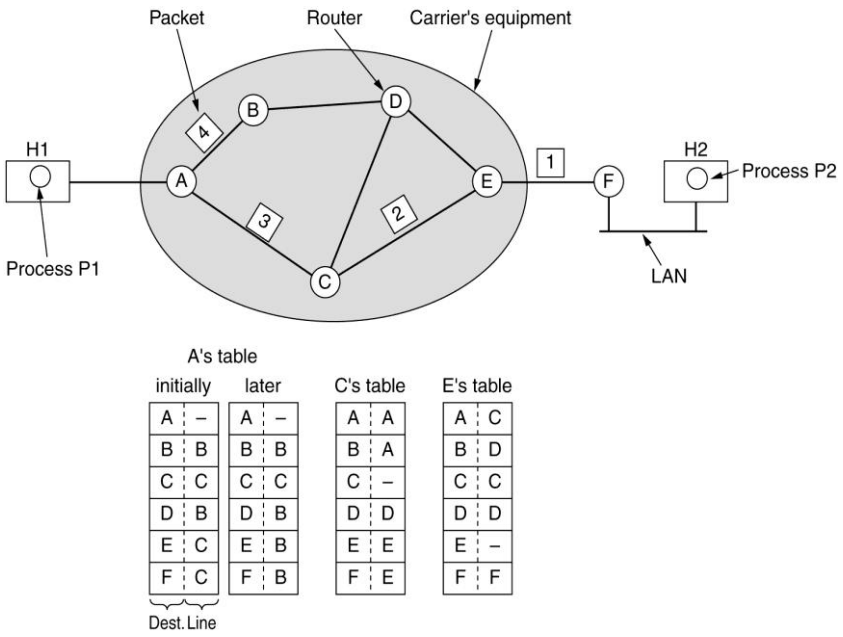 Packet Router Carrier's equipment
B D
4
H1 1 H2
A E F Process P2
3 2
Process P1 C LAN
A's table
initially later C's table E's table
A – A – A A A C
B B B B B A B D
C C C C C – C C
D B D B D D D D
E C E B E E E –
F C F B F E F F
Dest. Line